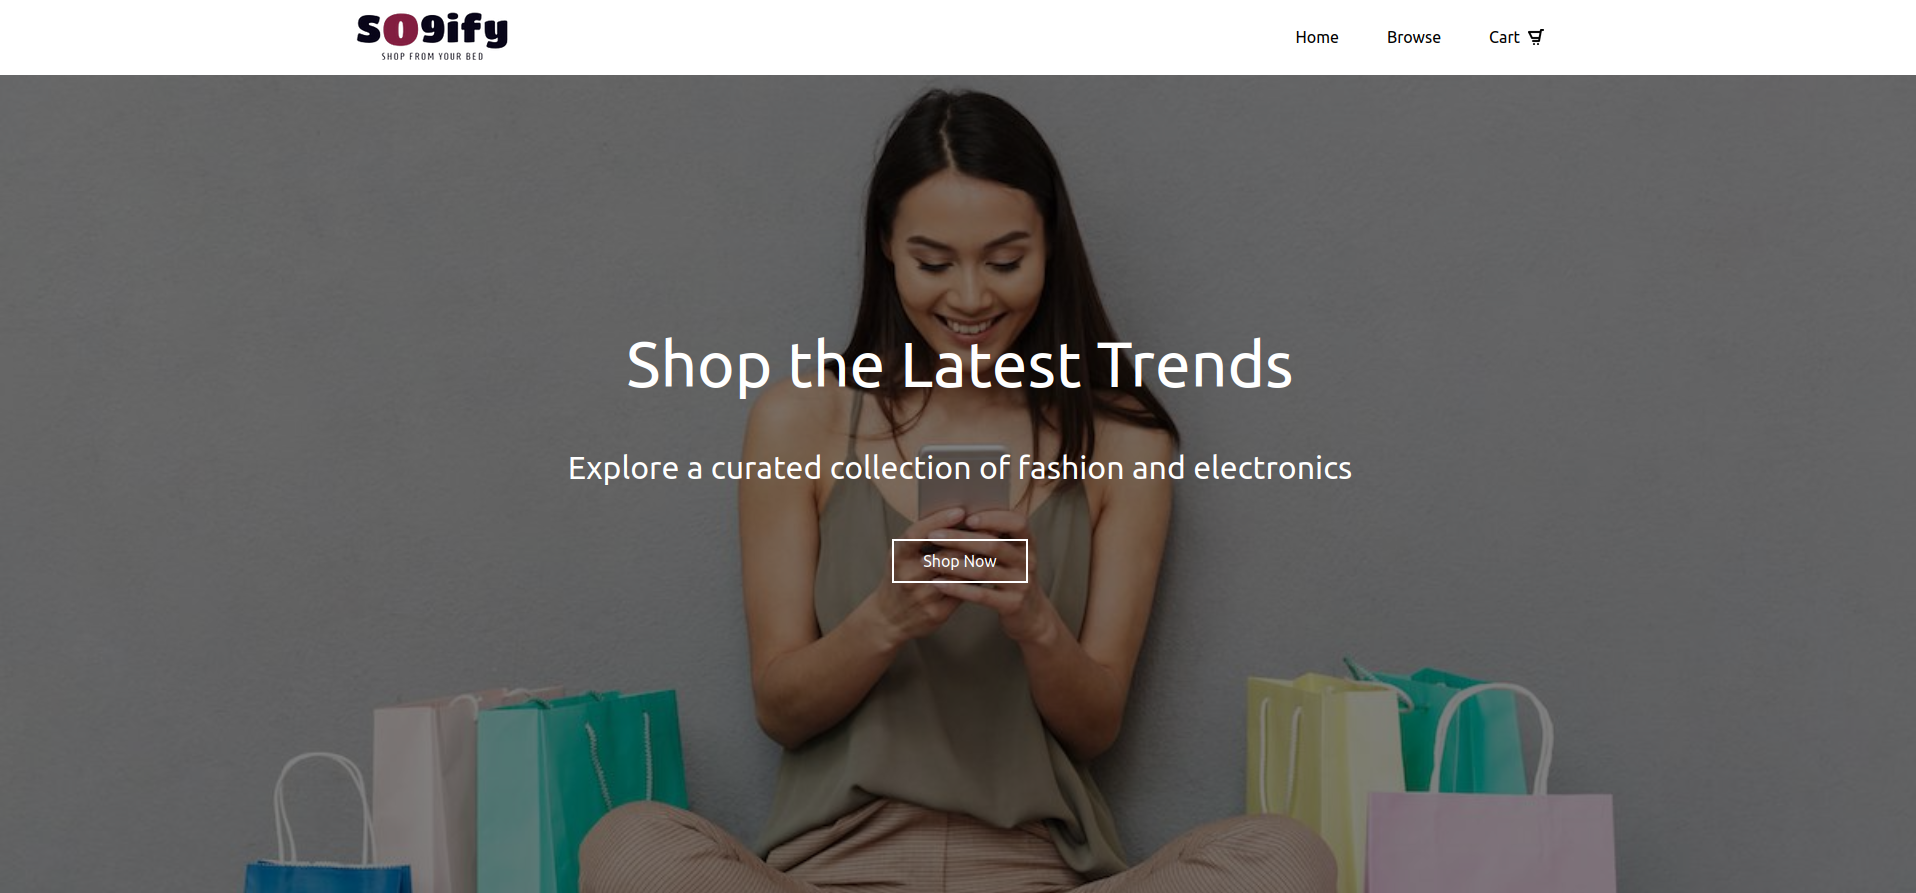 SO9ify
SHOP FROM YOUR BED
Home Browse Cart
Shop the Latest Trends
Explore a curated collection of fashion and electronics
Shop Now